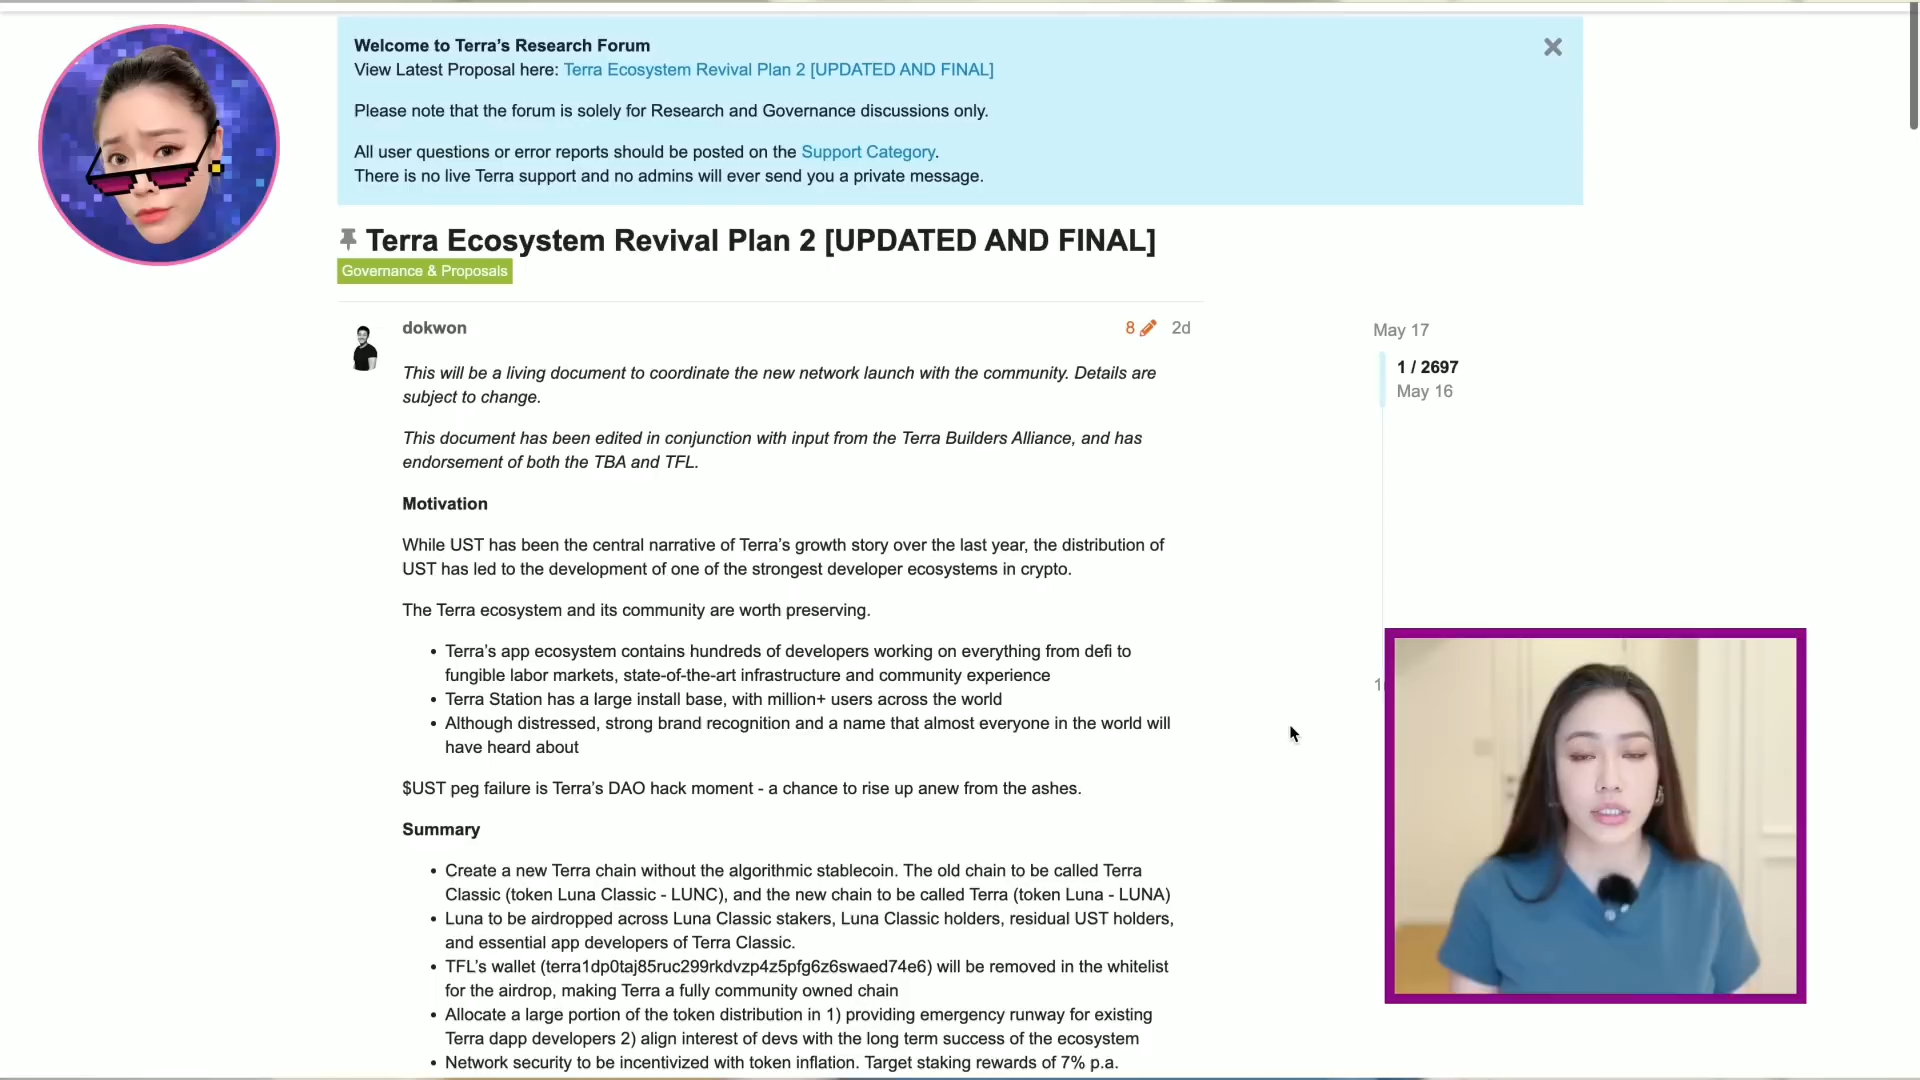 Welcome to Terra’s Research Forum
View Latest Proposal here: Terra Ecosystem Revival Plan 2 [UPDATED AND FINAL]
Please note that the forum is solely for Research and Governance discussions only.
All user questions or error reports should be posted on the Support Category.
There is no live Terra support and no admins will ever send you a private message.
Terra Ecosystem Revival Plan 2 [UPDATED AND FINAL]
Governance & Proposals
dokwon
8 2d
This will be a living document to coordinate the new network launch with the community. Details are
subject to change.
This document has been edited in conjunction with input from the Terra Builders Alliance, and has
endorsement of both the TBA and TFL.
Motivation
While UST has been the central narrative of Terra’s growth story over the last year, the distribution of
UST has led to the development of one of the strongest developer ecosystems in crypto.
The Terra ecosystem and its community are worth preserving.
• Terra’s app ecosystem contains hundreds of developers working on everything from defi to
fungible labor markets, state-of-the-art infrastructure and community experience
• Terra Station has a large install base, with million+ users across the world
• Although distressed, strong brand recognition and a name that almost everyone in the world will
have heard about
$UST peg failure is Terra’s DAO hack moment - a chance to rise up anew from the ashes.
Summary
• Create a new Terra chain without the algorithmic stablecoin. The old chain to be called Terra
Classic (token Luna Classic - LUNC), and the new chain to be called Terra (token Luna - LUNA)
• Luna to be airdropped across Luna Classic stakers, Luna Classic holders, residual UST holders,
and essential app developers of Terra Classic.
• TFL’s wallet (terra1dp0taj85ruc299rkdvzp4z5pfg6z6swaed74e6) will be removed in the whitelist
for the airdrop, making Terra a fully community owned chain
• Allocate a large portion of the token distribution in 1) providing emergency runway for existing
Terra dapp developers 2) align interest of devs with the long term success of the ecosystem
• Network security to be incentivized with token inflation. Target staking rewards of 7% p.a.
May 17
1 / 2697
May 16